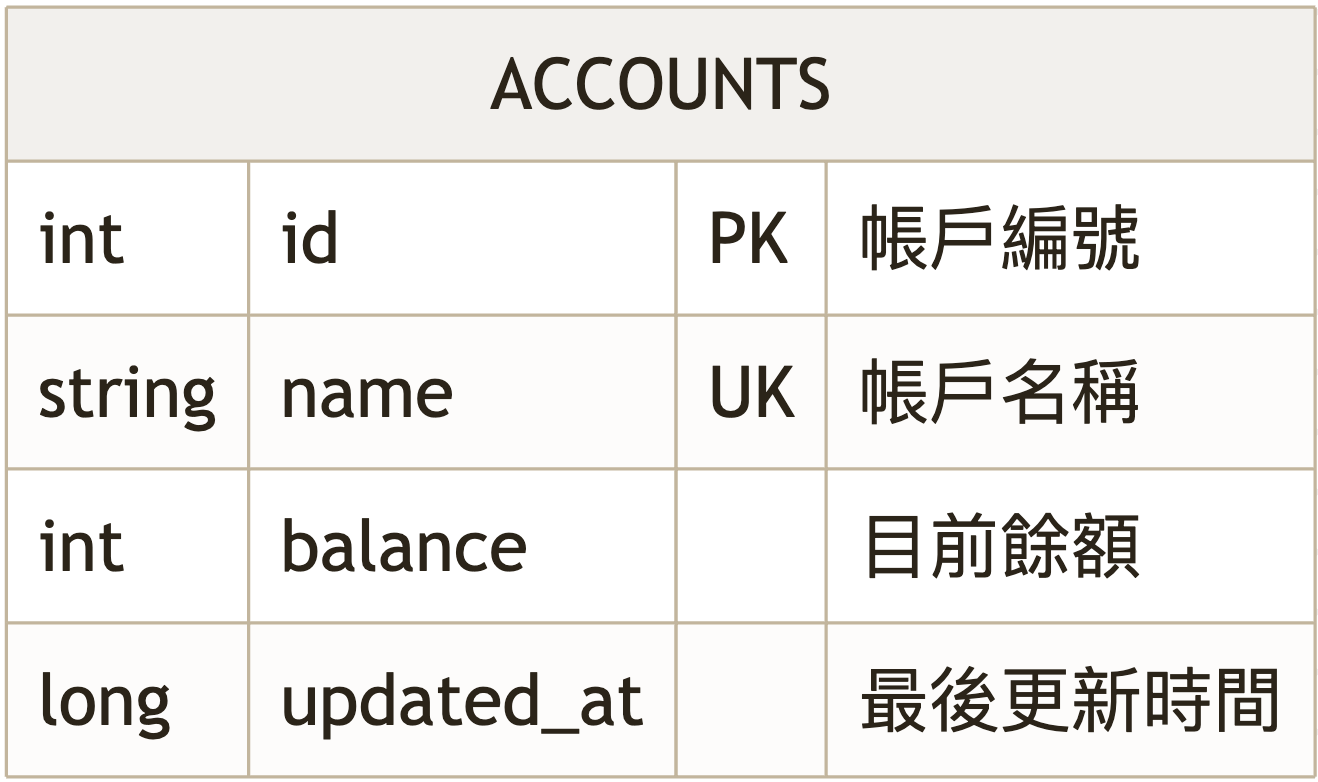 ACCOUNTS
int id PK 帳戶編號
string name UK 帳戶名稱
int balance 目前餘額
long updated_at 最後更新時間